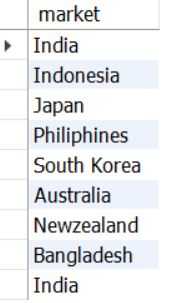 market
India
Indonesia
Japan
Philiphines
South Korea
Australia
Newzealand
Bangladesh
India